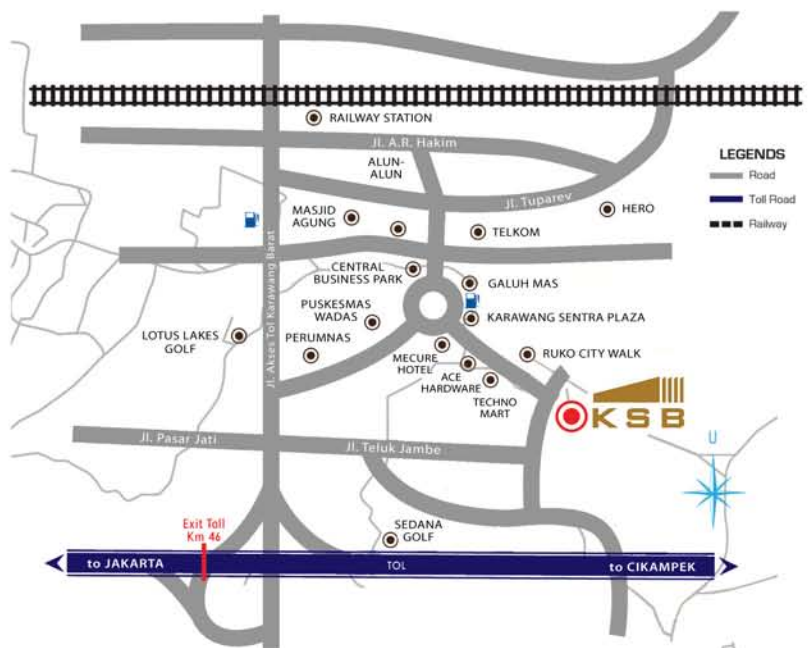 RAILWAY STATION
Jl. A.R. Hakim
ALUN-
ALUN
LEGENDS
Road
Toll Road
Railway
Jl. Tuparev
HERO
MASJID
AGUNG
TELKOM
Jl. Akses Tol Karawang Barat
CENTRAL
BUSINESS PARK
GALUH MAS
PUSKESMAS
WADAS
KARAWANG SENTRA PLAZA
LOTUS LAKES
GOLF
PERUMNAS
MECURE
HOTEL
RUKO CITY WALK
ACE
HARDWARE
TECHNO
MART
KSB
Jl. Pasar Jati
Jl. Teluk Jambe
U
Exit Toll
Km 46
SEDANA
GOLF
to JAKARTA
TOL
to CIKAMPEK